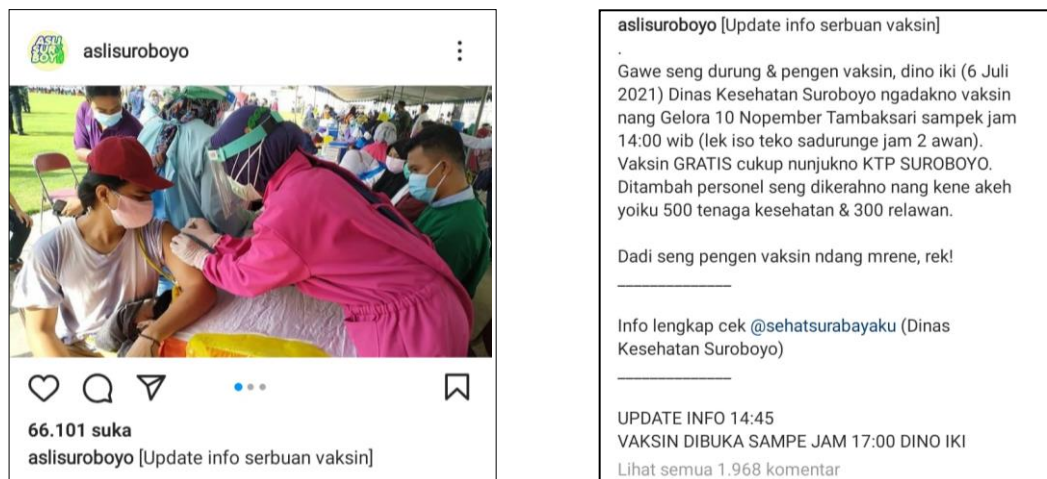 ASLI
SUR
BOY
aslisuroboyo
66.101 suka
aslisuroboyo [Update info serbuan vaksin]
aslisuroboyo [Update info serbuan vaksin]
.
Gawe seng durung & pengen vaksin, dino iki (6 Juli
2021) Dinas Kesehatan Suroboyo ngadakno vaksin
nang Gelora 10 Nopember Tambaksari sampek jam
14:00 wib (lek iso teko sadurunge jam 2 awan).
Vaksin GRATIS cukup nunjukno KTP SUROBOYO.
Ditambah personel seng dikerahno nang kene akeh
yoiku 500 tenaga kesehatan & 300 relawan.
Dadi seng pengen vaksin ndang mrene, rek!
______________
Info lengkap cek @sehatsurabayaku (Dinas
Kesehatan Suroboyo)
______________
UPDATE INFO 14:45
VAKSIN DIBUKA SAMPE JAM 17:00 DINO IKI
Lihat semua 1.968 komentar